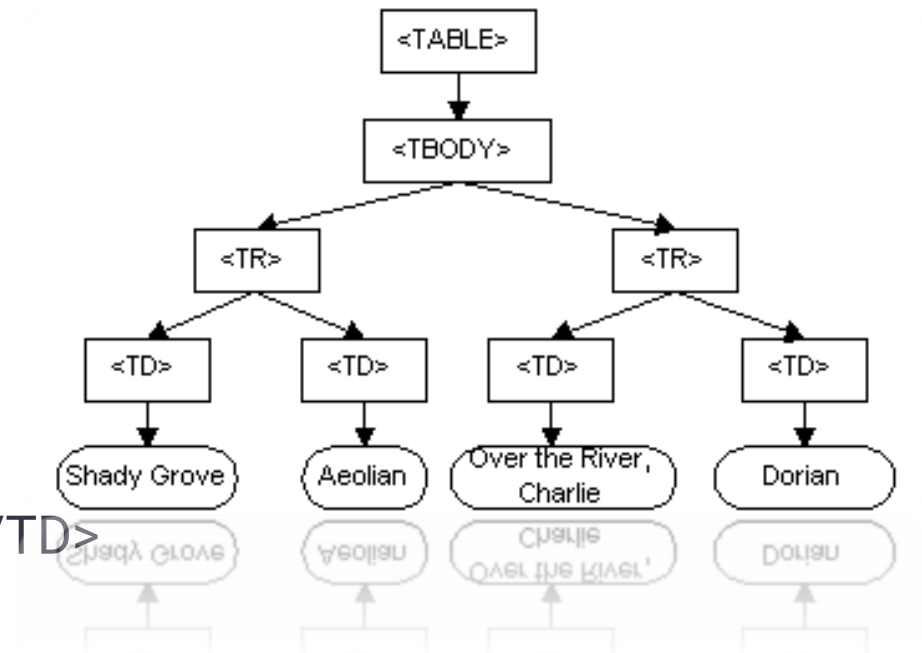 <TABLE>
<TBODY>
<TR> <TR>
<TD> <TD> <TD> <TD>
Shady Grove Aeolian Over the River,
Charlie Dorian
/TD>